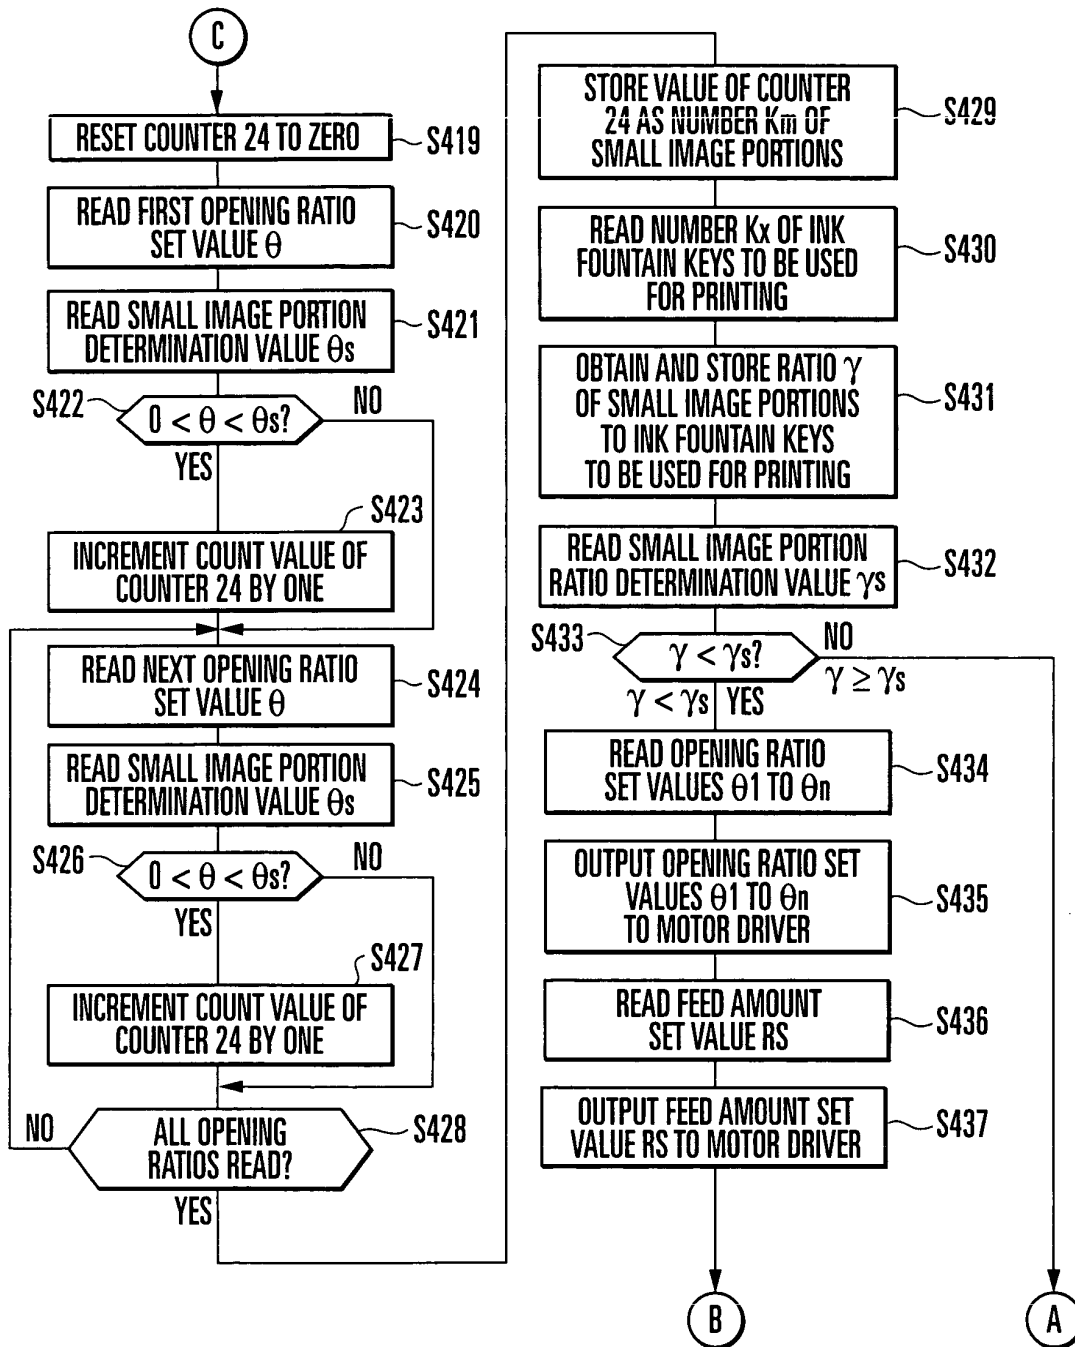 C
RESET COUNTER 24 TO ZERO
S419
READ FIRST OPENING RATIO
SET VALUE θ
S420
READ SMALL IMAGE PORTION
DETERMINATION VALUE θs
S421
S422
0 < θ < θs?
NO
YES
S423
INCREMENT COUNT VALUE OF
COUNTER 24 BY ONE
READ NEXT OPENING RATIO
SET VALUE θ
S424
READ SMALL IMAGE PORTION
DETERMINATION VALUE θs
S425
S426
0 < θ < θs?
NO
YES
S427
INCREMENT COUNT VALUE OF
COUNTER 24 BY ONE
NO
ALL OPENING
RATIOS READ?
S428
YES
STORE VALUE OF COUNTER
24 AS NUMBER Km OF
SMALL IMAGE PORTIONS
S429
READ NUMBER Kx OF INK
FOUNTAIN KEYS TO BE USED
FOR PRINTING
S430
OBTAIN AND STORE RATIO γ
OF SMALL IMAGE PORTIONS
TO INK FOUNTAIN KEYS
TO BE USED FOR PRINTING
S431
READ SMALL IMAGE PORTION
RATIO DETERMINATION VALUE γs
S432
S433
γ < γs?
NO
γ ≥ γs
γ < γs YES
READ OPENING RATIO
SET VALUES θ1 TO θn
S434
OUTPUT OPENING RATIO SET
VALUES θ1 TO θn
TO MOTOR DRIVER
S435
READ FEED AMOUNT
SET VALUE RS
S436
OUTPUT FEED AMOUNT SET
VALUE RS TO MOTOR DRIVER
S437
B
A